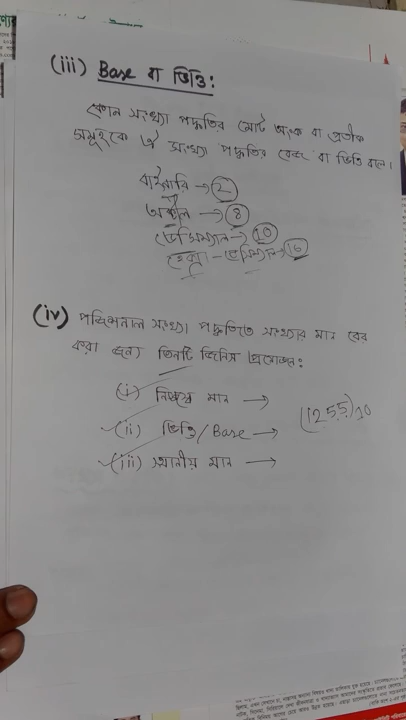 (iii) Base বা ভিত্তি:
কোন সংখ্যা পদ্ধতির মোট অংক বা প্রতীক
সমূহকে ঐ সংখ্যা পদ্ধতির বেজ বা ভিত্তি বলে।
বাইনারি → 2
অক্টাল → 8
ডেসিম্যাল → 10
হেক্সা-ডেসিম্যাল → 16
(iv) পজিশনাল সংখ্যা পদ্ধতিতে সংখ্যার মান বের
করা জন্য তিনটি জিনিস প্রয়োজন:
(i) নিজস্ব মান →
(ii) ভিত্তি/Base →
(1255)10
(iii) স্থানীয় মান →